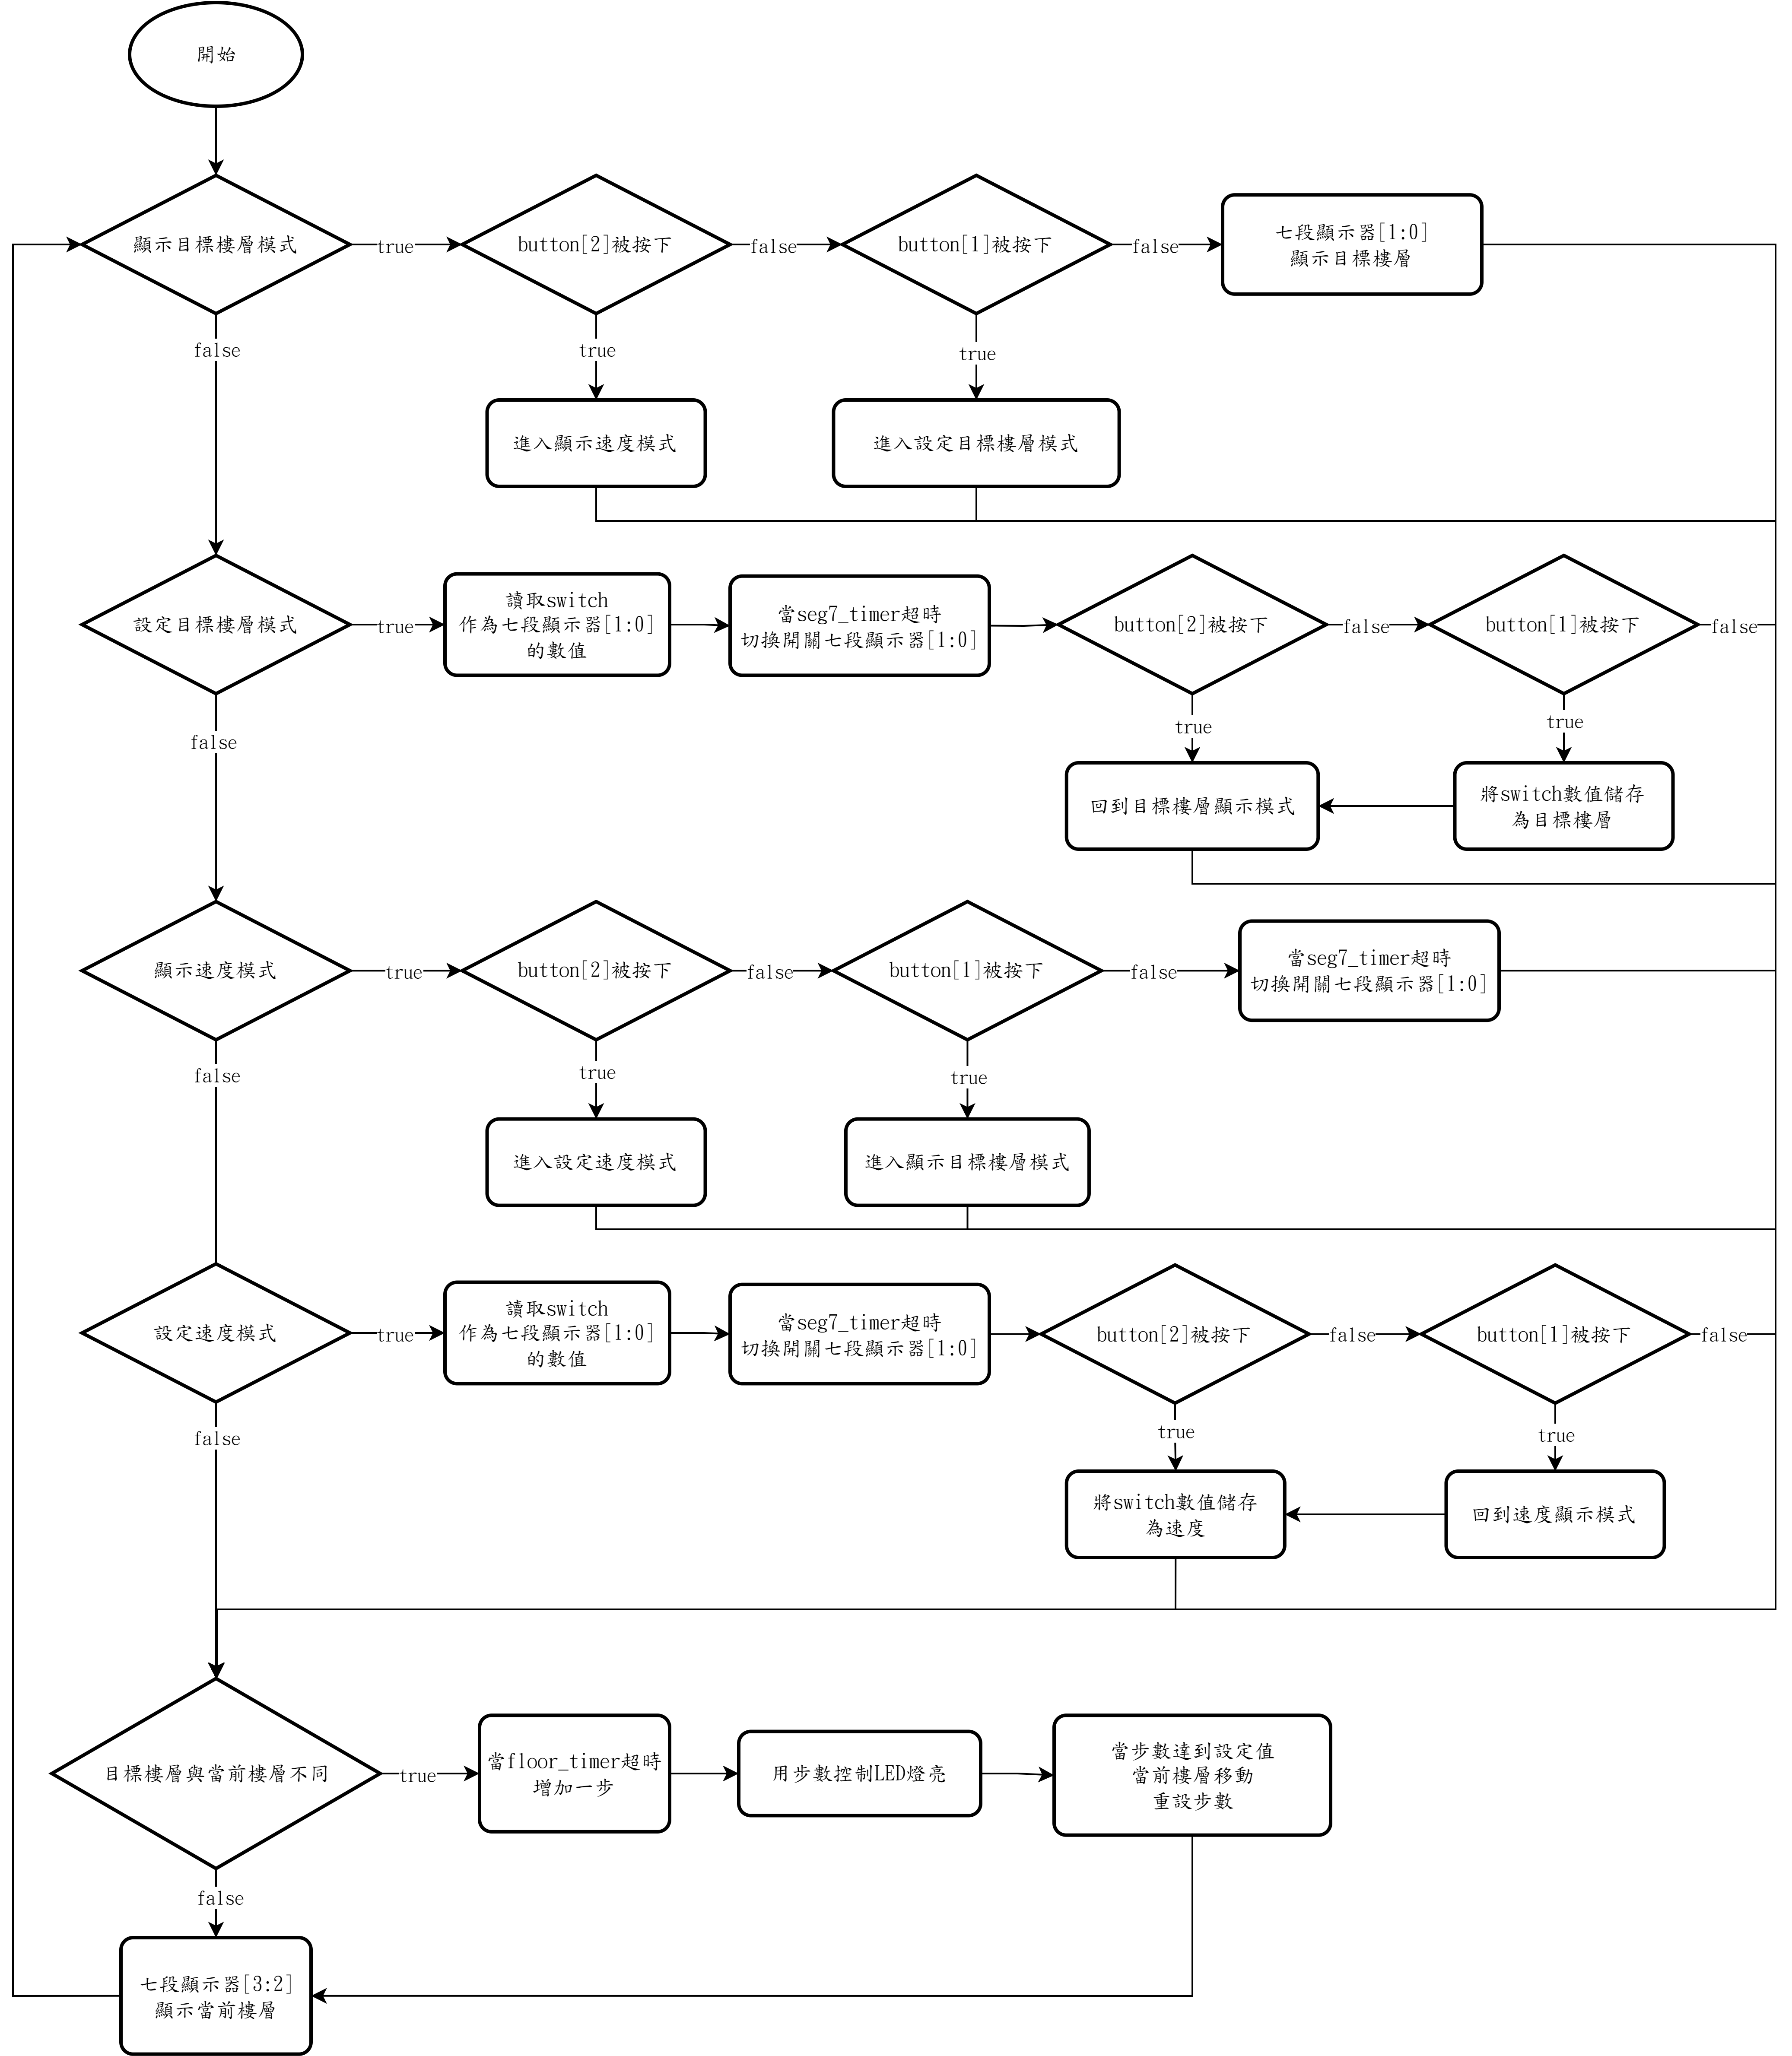 開始
顯示目標樓層模式
true
button[2]被按下
false
button[1]被按下
false
七段顯示器[1:0]
顯示目標樓層
false
true
true
進入顯示速度模式
進入設定目標樓層模式
設定目標樓層模式
true
讀取switch
作為七段顯示器[1:0]
的數值
當seg7_timer超時
切換開關七段顯示器[1:0]
button[2]被按下
false
button[1]被按下
false
false
true
true
回到目標樓層顯示模式
將switch數值儲存
為目標樓層
顯示速度模式
true
button[2]被按下
false
button[1]被按下
false
當seg7_timer超時
切換開關七段顯示器[1:0]
false
true
true
進入設定速度模式
進入顯示目標樓層模式
設定速度模式
true
讀取switch
作為七段顯示器[1:0]
的數值
當seg7_timer超時
切換開關七段顯示器[1:0]
button[2]被按下
false
button[1]被按下
false
false
true
true
將switch數值儲存
為速度
回到速度顯示模式
目標樓層與當前樓層不同
true
當floor_timer超時
增加一步
用步數控制LED燈亮
當步數達到設定值
當前樓層移動
重設步數
false
七段顯示器[3:2]
顯示當前樓層